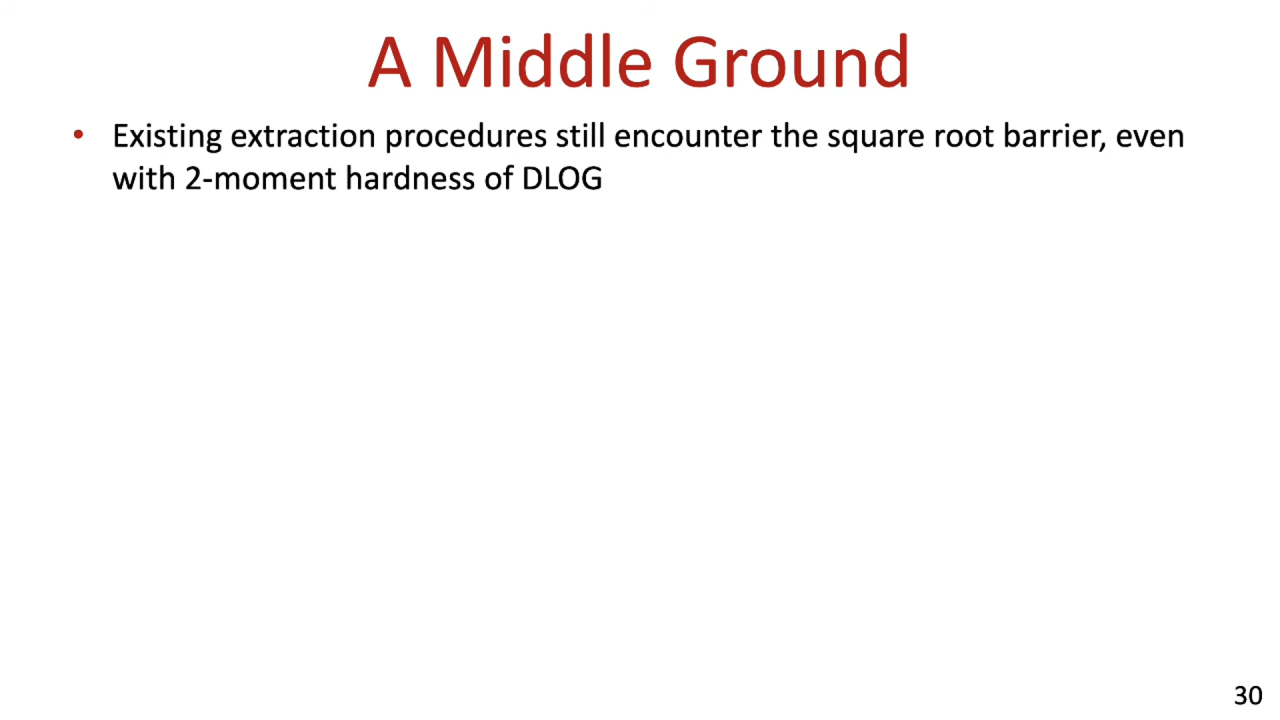 A Middle Ground
• Existing extraction procedures still encounter the square root barrier, even
with 2-moment hardness of DLOG
30